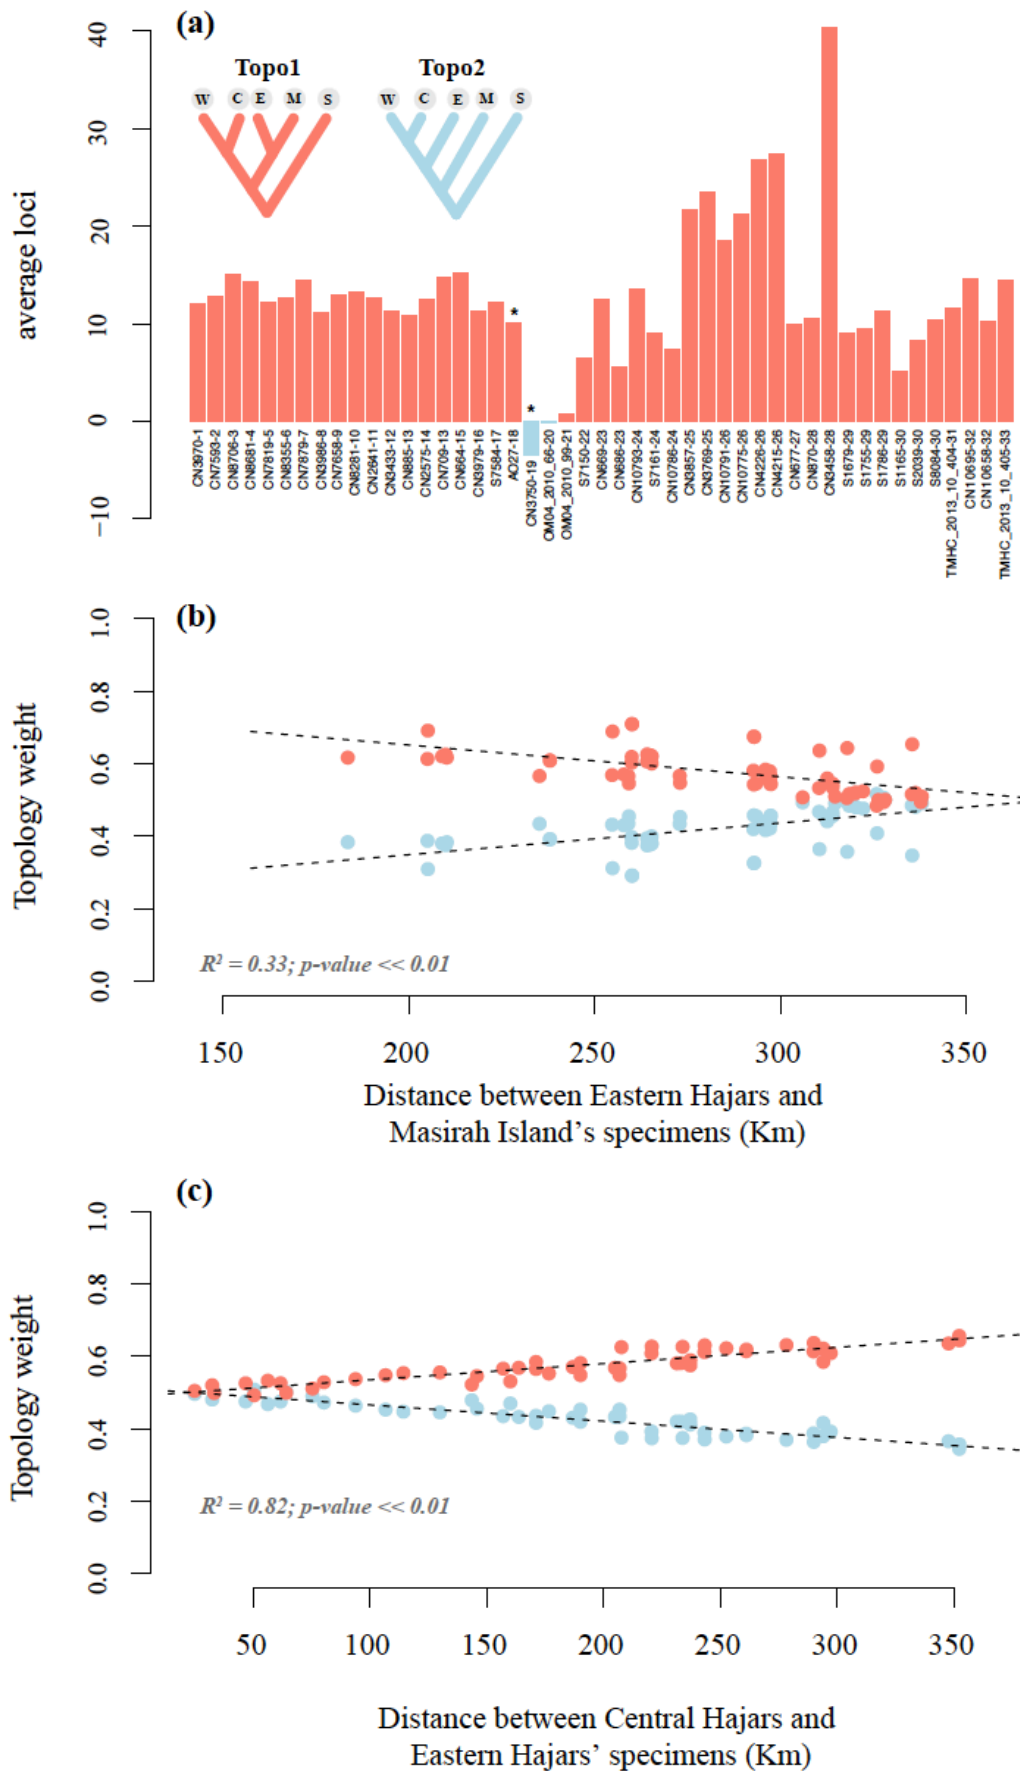 (a)
40
30
20
10
0
−10
average loci
Topo1
Topo2
W C E M S
W C E M S
*
*
CN3970-1
CN7593-2
CN8706-3
CN8681-4
CN7819-5
CN8355-6
CN7879-7
CN3986-8
CN7658-9
CN8281-10
CN2641-11
CN3433-12
CN885-13
CN2575-14
CN709-13
CN664-15
CN3979-16
S7584-17
AO27-18
CN3750-19
OM04_2010_66-20
OM04_2010_99-21
S7150-22
CN669-23
CN686-23
CN10793-24
S7161-24
CN10786-24
CN3857-25
CN3769-25
CN10791-26
CN10775-26
CN4226-26
CN4215-26
CN677-27
CN870-28
CN3458-28
S1679-29
S1755-29
S1786-29
S1165-30
S2039-30
S8084-30
TMHC_2013_10_404-31
CN10695-32
CN10658-32
TMHC_2013_10_405-33
(b)
1.0
0.8
0.6
0.4
0.2
0.0
Topology weight
R² = 0.33; p-value << 0.01
150 200 250 300 350
Distance between Eastern Hajars and
Masirah Island's specimens (Km)
(c)
1.0
0.8
0.6
0.4
0.2
0.0
Topology weight
R² = 0.82; p-value << 0.01
50 100 150 200 250 300 350
Distance between Central Hajars and
Eastern Hajars' specimens (Km)